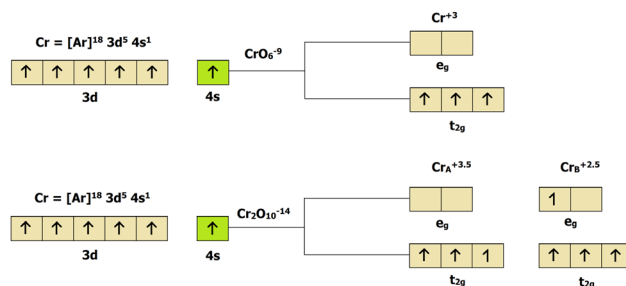 Cr⁺³
Cr = [Ar]¹⁸ 3d⁵ 4s¹
CrO₆⁻⁹
↑ ↑ ↑ ↑ ↑ ↑
e_g
3d 4s
↑ ↑ ↑
t₂g
Cr_A⁺³·⁵ Cr_B⁺²·⁵
Cr = [Ar]¹⁸ 3d⁵ 4s¹
↿
Cr₂O₁₀⁻¹⁴
e_g e_g
↑ ↑ ↑ ↑ ↑ ↑
3d 4s
↑ ↑ ↿ ↑ ↑ ↑
t₂g t₂g